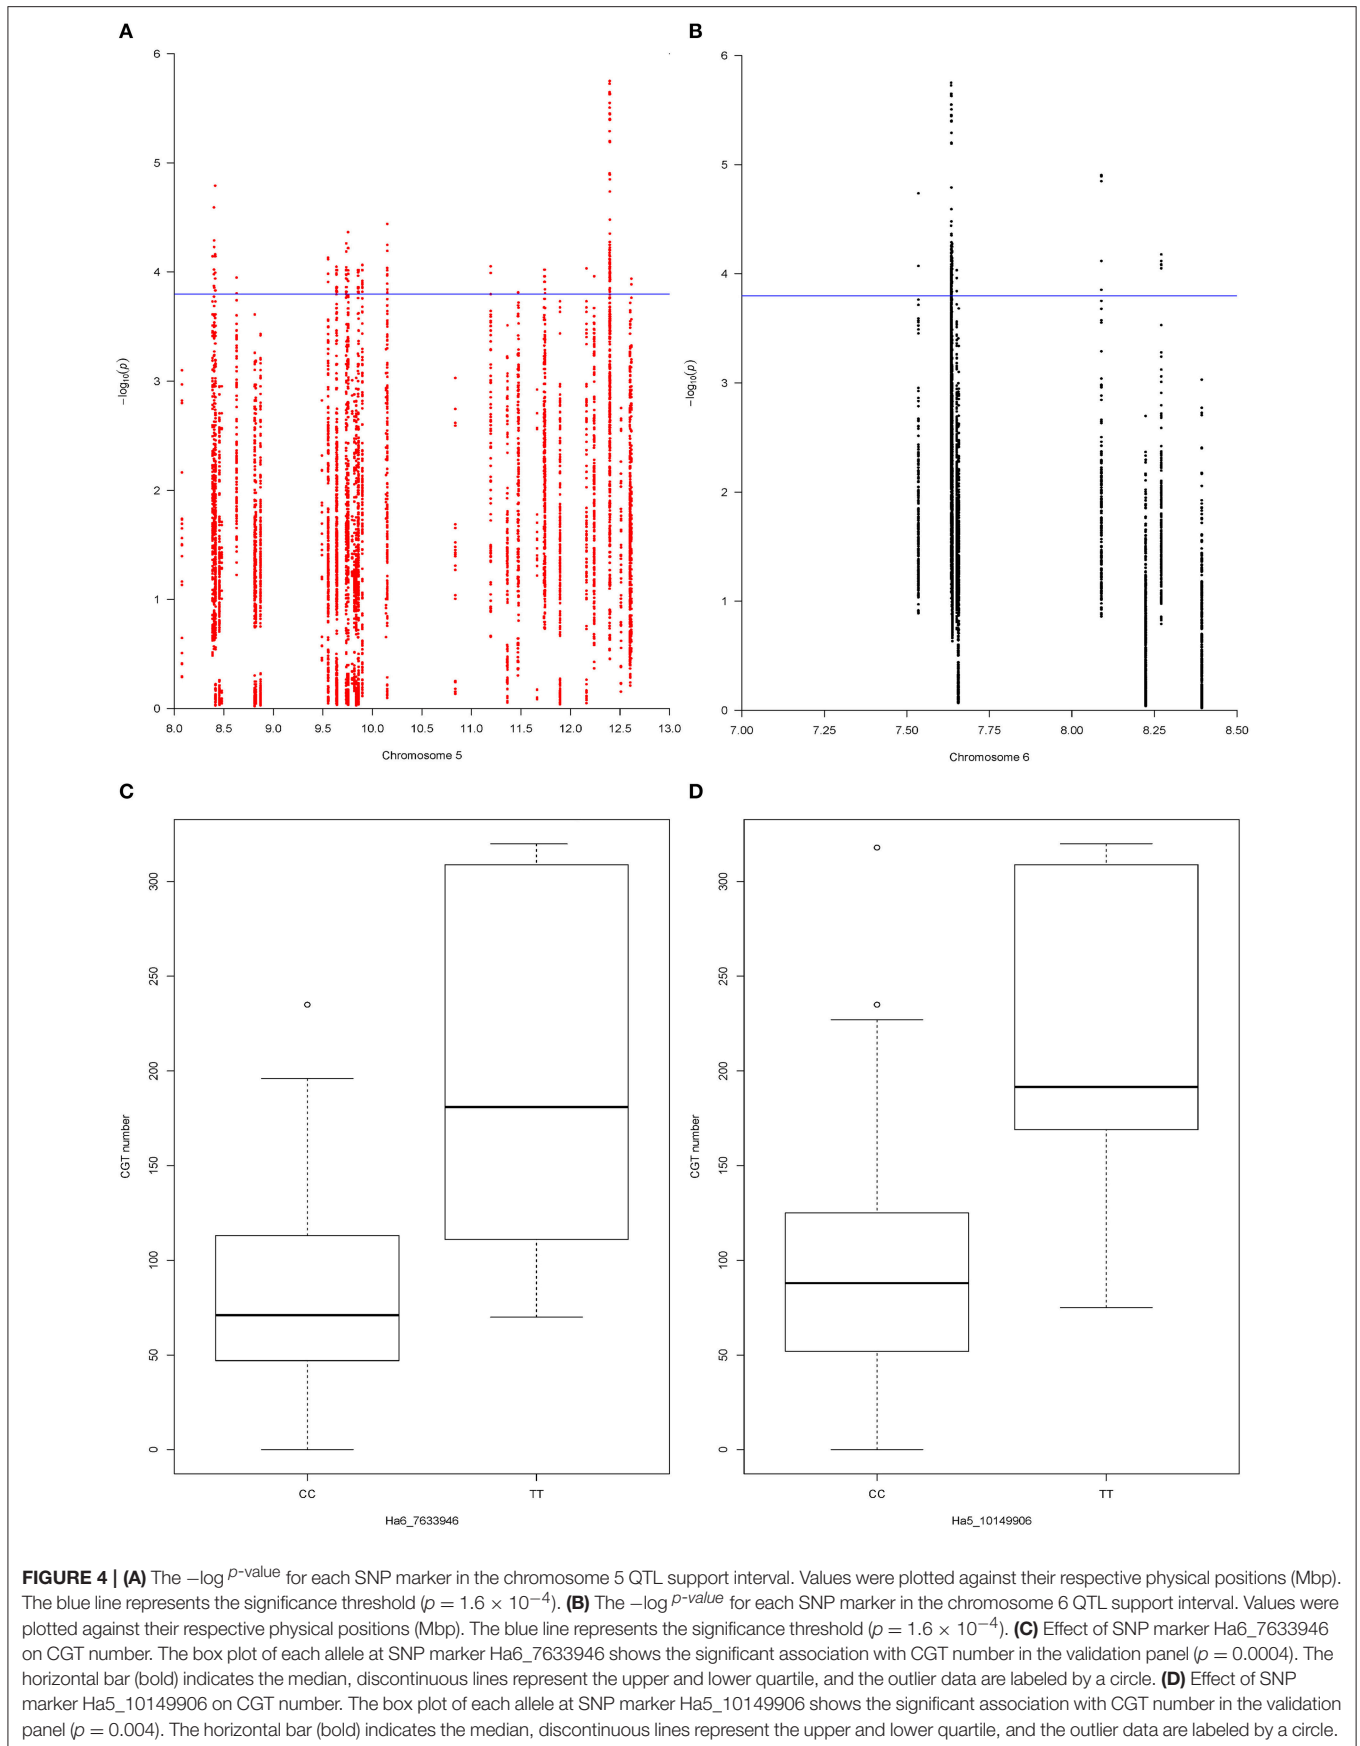 A
B
6
5
4
3
2
1
0
−log10(p)
8.0 8.5 9.0 9.5 10.0 10.5 11.0 11.5 12.0 12.5 13.0
Chromosome 5
6
5
4
3
2
1
0
−log10(p)
7.00 7.25 7.50 7.75 8.00 8.25 8.50
Chromosome 6
C
D
300
250
200
150
100
50
0
CGT number
CC TT
Ha6_7633946
300
250
200
150
100
50
0
CGT number
CC TT
Ha5_10149906
FIGURE 4 | (A) The −log p-value for each SNP marker in the chromosome 5 QTL support interval. Values were plotted against their respective physical positions (Mbp).
The blue line represents the significance threshold (p = 1.6 × 10−4). (B) The −log p-value for each SNP marker in the chromosome 6 QTL support interval. Values were
plotted against their respective physical positions (Mbp). The blue line represents the significance threshold (p = 1.6 × 10−4). (C) Effect of SNP marker Ha6_7633946
on CGT number. The box plot of each allele at SNP marker Ha6_7633946 shows the significant association with CGT number in the validation panel (p = 0.0004). The
horizontal bar (bold) indicates the median, discontinuous lines represent the upper and lower quartile, and the outlier data are labeled by a circle. (D) Effect of SNP
marker Ha5_10149906 on CGT number. The box plot of each allele at SNP marker Ha5_10149906 shows the significant association with CGT number in the validation
panel (p = 0.004). The horizontal bar (bold) indicates the median, discontinuous lines represent the upper and lower quartile, and the outlier data are labeled by a circle.